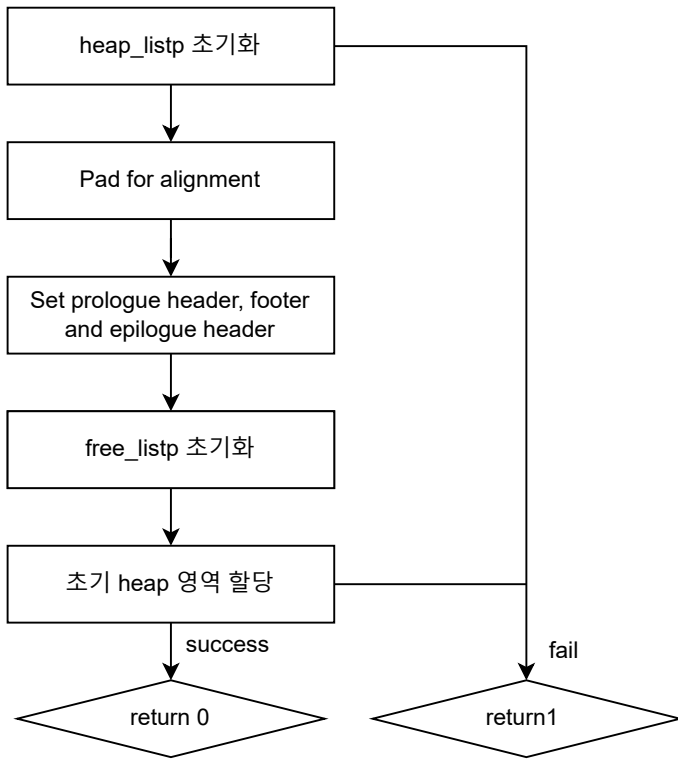 heap_listp 초기화
Pad for alignment
Set prologue header, footer
and epilogue header
free_listp 초기화
초기 heap 영역 할당
success
fail
return 0
return1